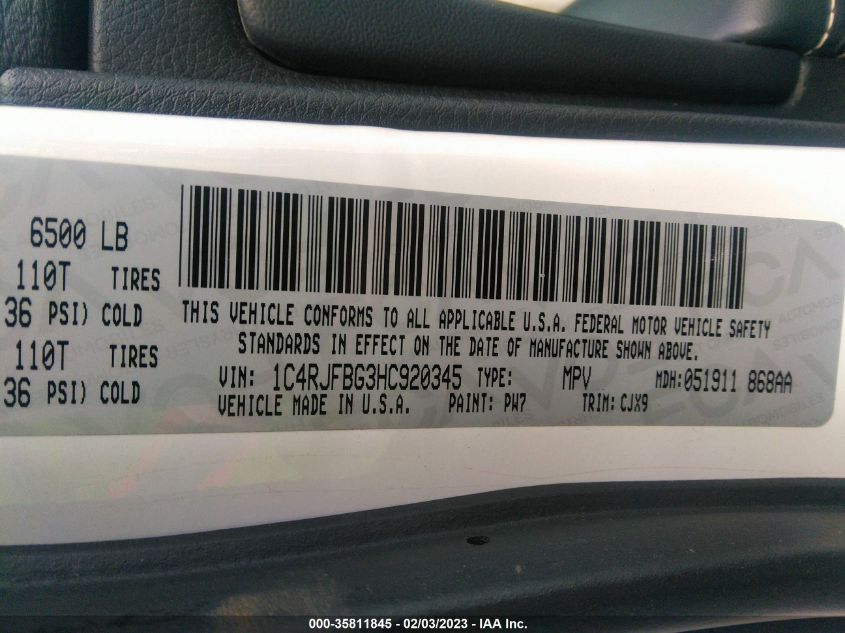 6500 LB
110T TIRES
36 PSI) COLD
110T TIRES
36 PSI) COLD
THIS VEHICLE CONFORMS TO ALL APPLICABLE U.S.A. FEDERAL MOTOR VEHICLE SAFETY
STANDARDS IN EFFECT ON THE DATE OF MANUFACTURE SHOWN ABOVE.
VIN: 1C4RJFBG3HC920345 TYPE: MPV MDH:051911 868AA
VEHICLE MADE IN U.S.A. PAINT: PW7 TRIM:CJX9
000-35811845 - 02/03/2023 - IAA Inc.